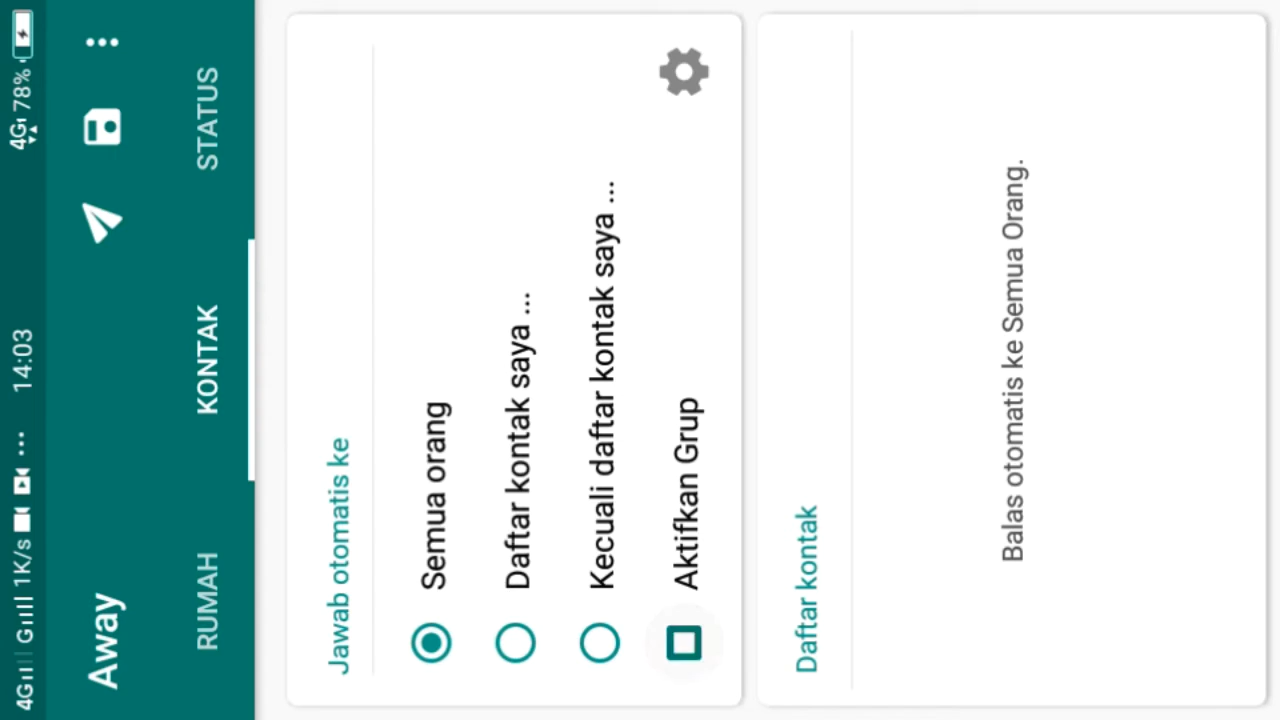 4G G 1K/s ... 14:03 4G 78%
Away
RUMAH KONTAK STATUS
Jawab otomatis ke
Semua orang
Daftar kontak saya ...
Kecuali daftar kontak saya ...
Aktifkan Grup
Daftar kontak
Balas otomatis ke Semua Orang.